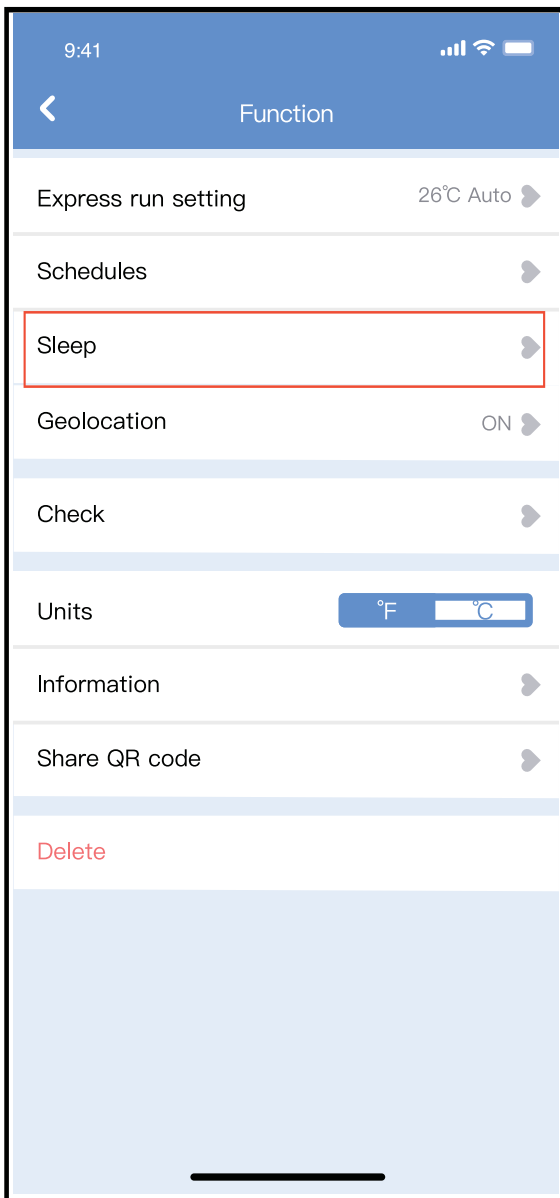 9:41
Function
Express run setting 26℃ Auto
Schedules
Sleep
Geolocation ON
Check
Units ℉ ℃
Information
Share QR code
Delete